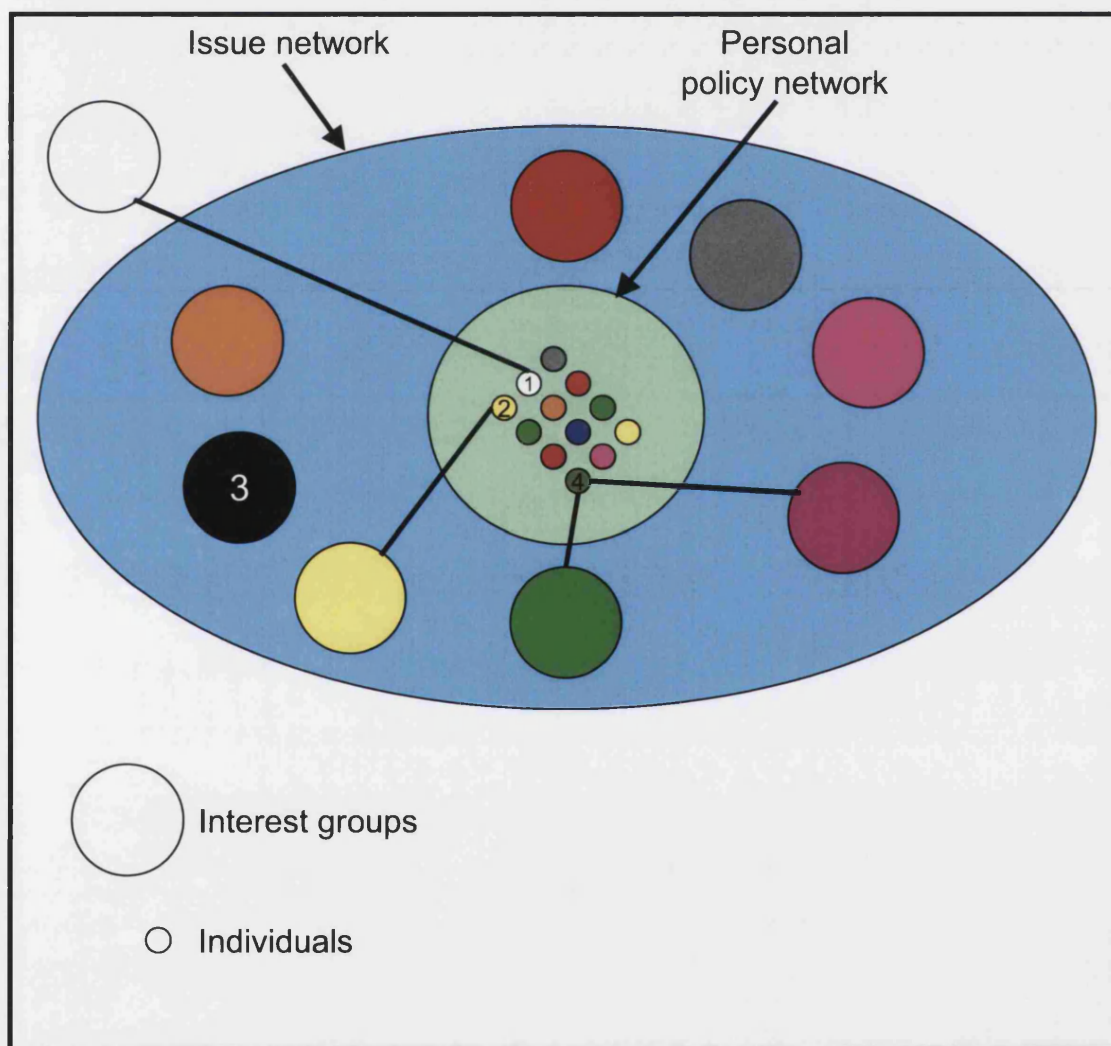 Issue network
Personal
policy network
1
2
3
4
Interest groups
Individuals